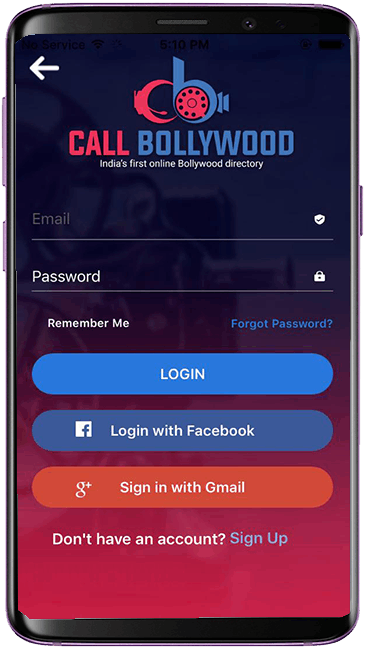 No Service 5:10 PM
CALL BOLLYWOOD
India's first online Bollywood directory
Email
Password
Remember Me Forgot Password?
LOGIN
Login with Facebook
g+ Sign in with Gmail
Don't have an account? Sign Up